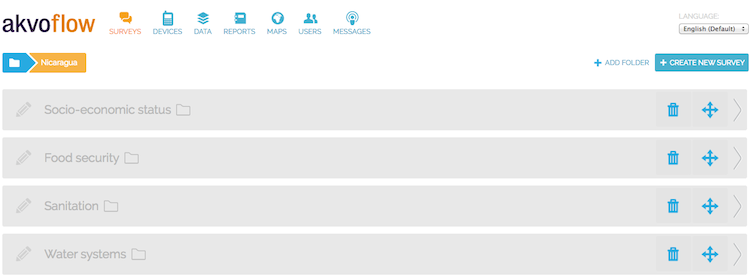 akvoflow
SURVEYS DEVICES DATA REPORTS MAPS USERS MESSAGES
LANGUAGE:
English (Default)
Nicaragua
+ ADD FOLDER + CREATE NEW SURVEY
Socio-economic status
Food security
Sanitation
Water systems